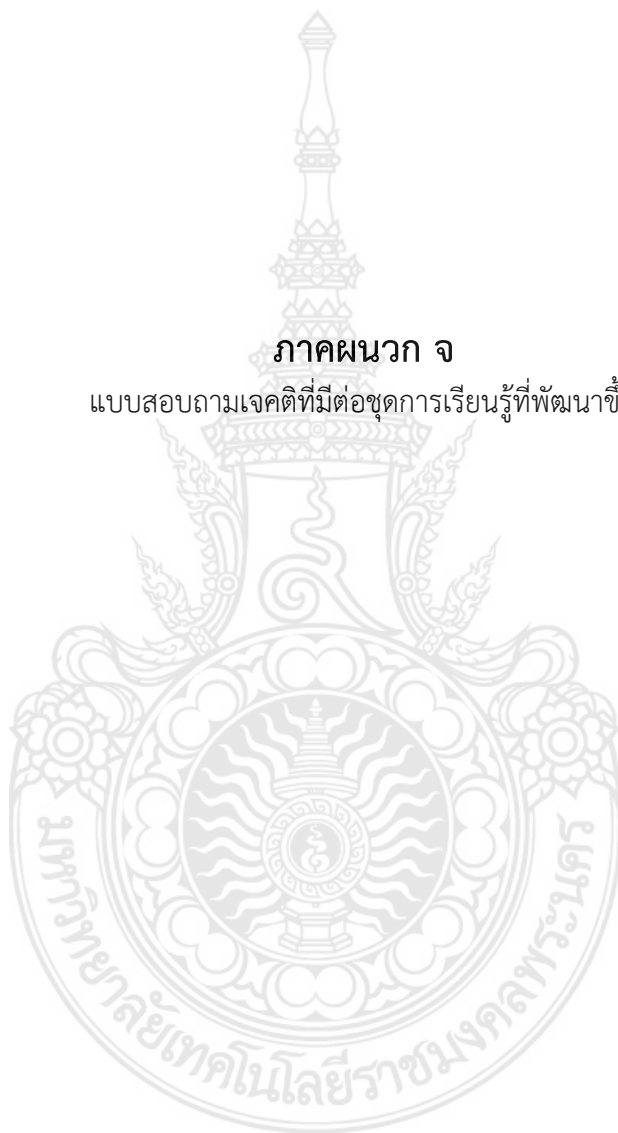 ภาคผนวก จ
แบบสอบถามเจคติที่มีต่อชุดการเรียนรู้ที่พัฒนาขึ้
มหาวิทยาลัยเทคโนโลยีราชมงคลพระนคร